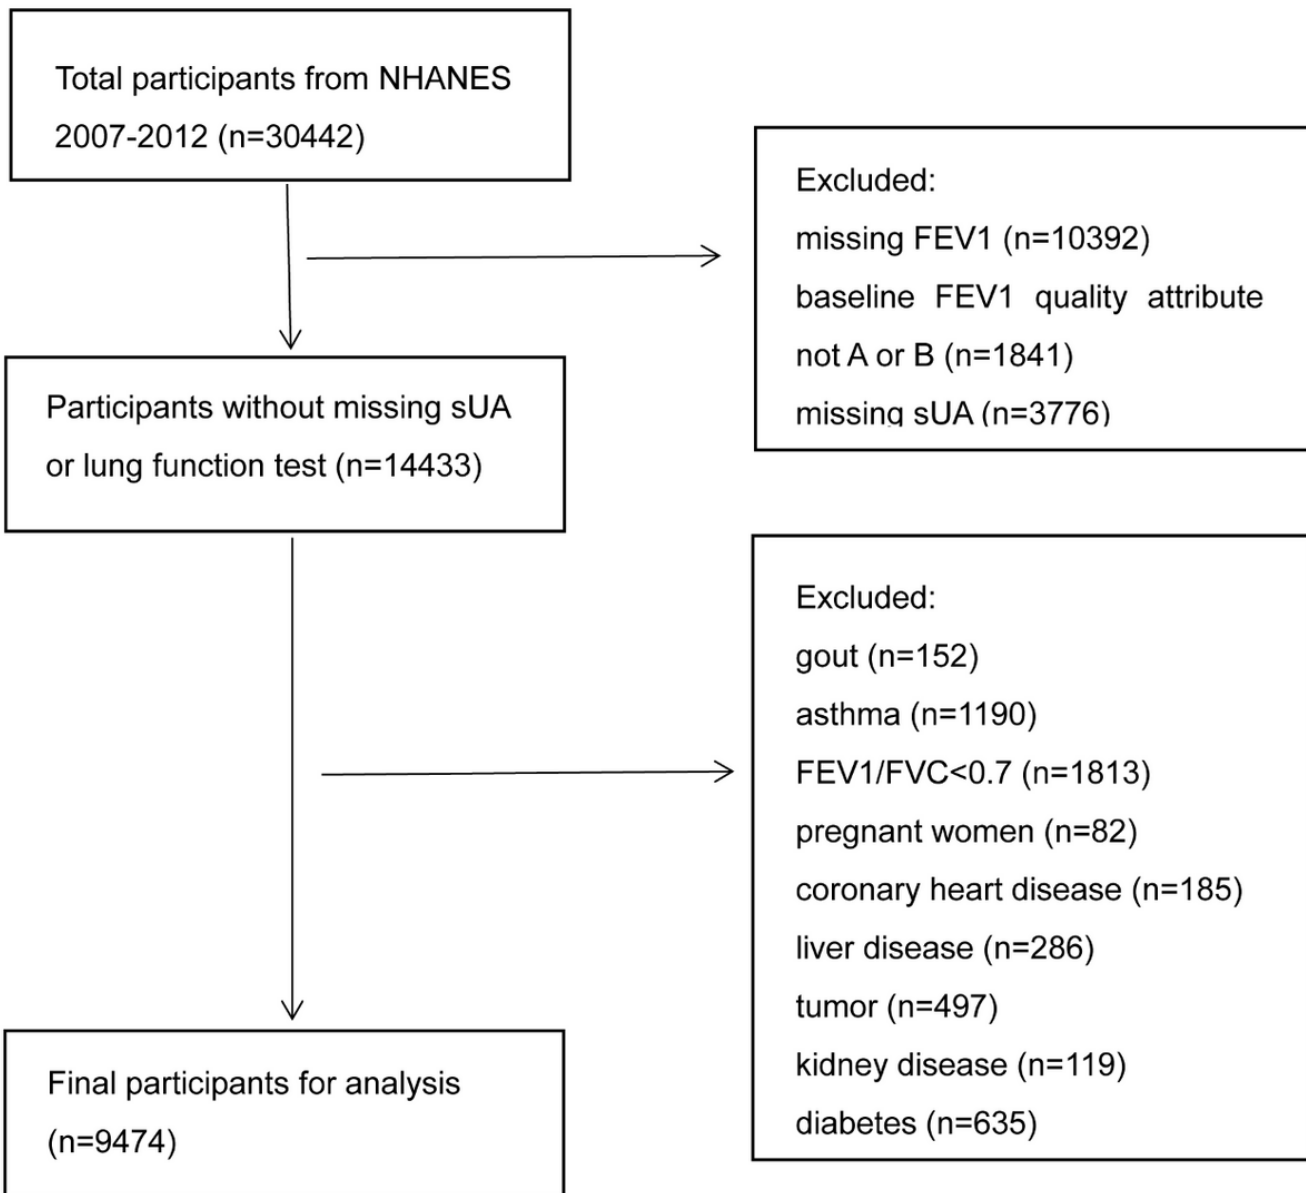 Total participants from NHANES
2007-2012 (n=30442)
Excluded:
missing FEV1 (n=10392)
baseline FEV1 quality attribute
not A or B (n=1841)
missing sUA (n=3776)
Participants without missing sUA
or lung function test (n=14433)
Excluded:
gout (n=152)
asthma (n=1190)
FEV1/FVC<0.7 (n=1813)
pregnant women (n=82)
coronary heart disease (n=185)
liver disease (n=286)
tumor (n=497)
kidney disease (n=119)
diabetes (n=635)
Final participants for analysis
(n=9474)